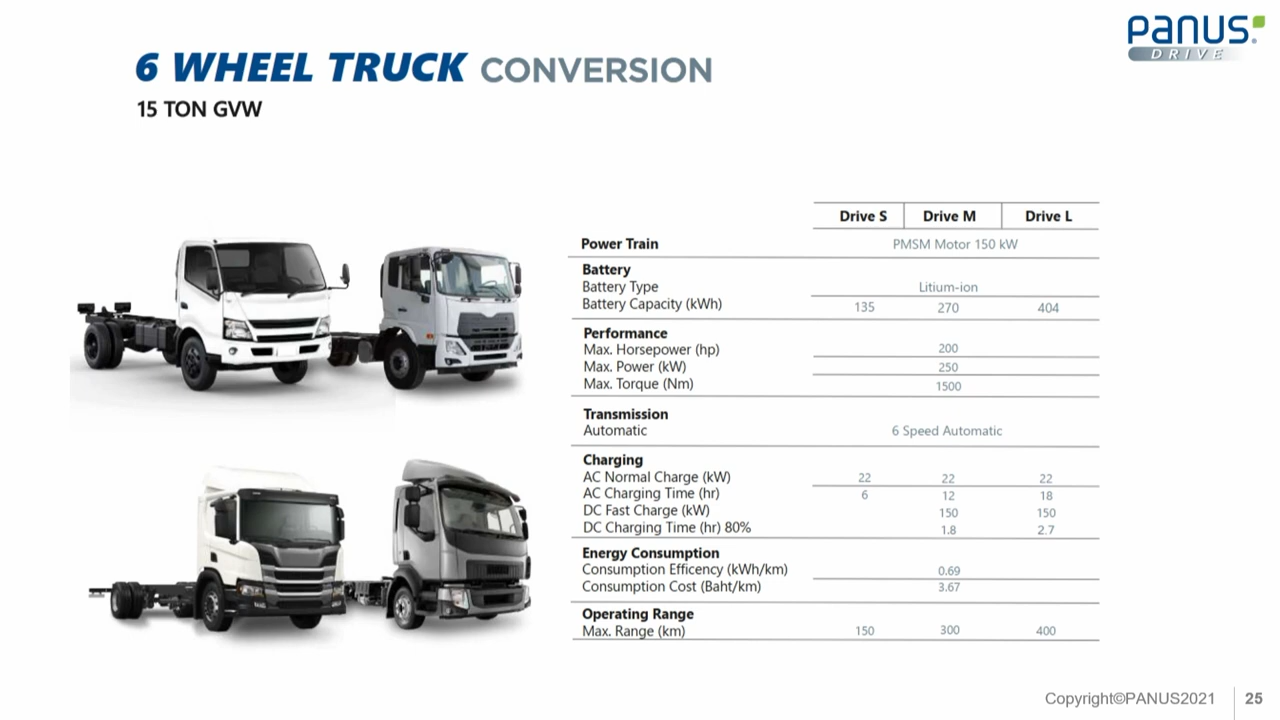 PANUS
DRIVE
6 WHEEL TRUCK CONVERSION
15 TON GVW
Drive S Drive M Drive L
Power Train PMSM Motor 150 kW
Battery
Battery Type Litium-ion
Battery Capacity (kWh) 135 270 404
Performance
Max. Horsepower (hp) 200
Max. Power (kW) 250
Max. Torque (Nm) 1500
Transmission
Automatic 6 Speed Automatic
Charging
AC Normal Charge (kW) 22 22 22
AC Charging Time (hr) 6 12 18
DC Fast Charge (kW) 150 150
DC Charging Time (hr) 80% 1.8 2.7
Energy Consumption
Consumption Efficency (kWh/km) 0.69
Consumption Cost (Baht/km) 3.67
Operating Range
Max. Range (km) 150 300 400
Copyright©PANUS2021 25